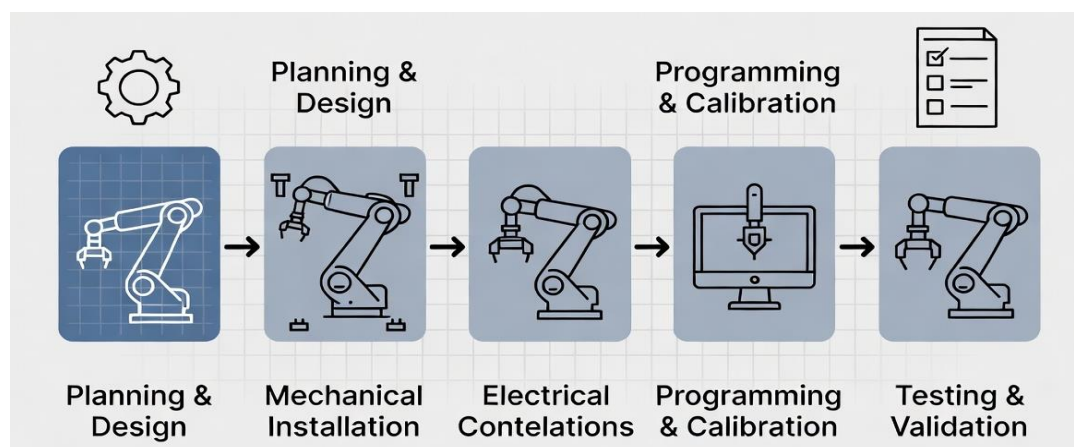 Planning &
Design
Programming
& Calibration
Planning &
Design
Mechanical
Installation
Electrical
Contelations
Programming
& Calibration
Testing &
Validation